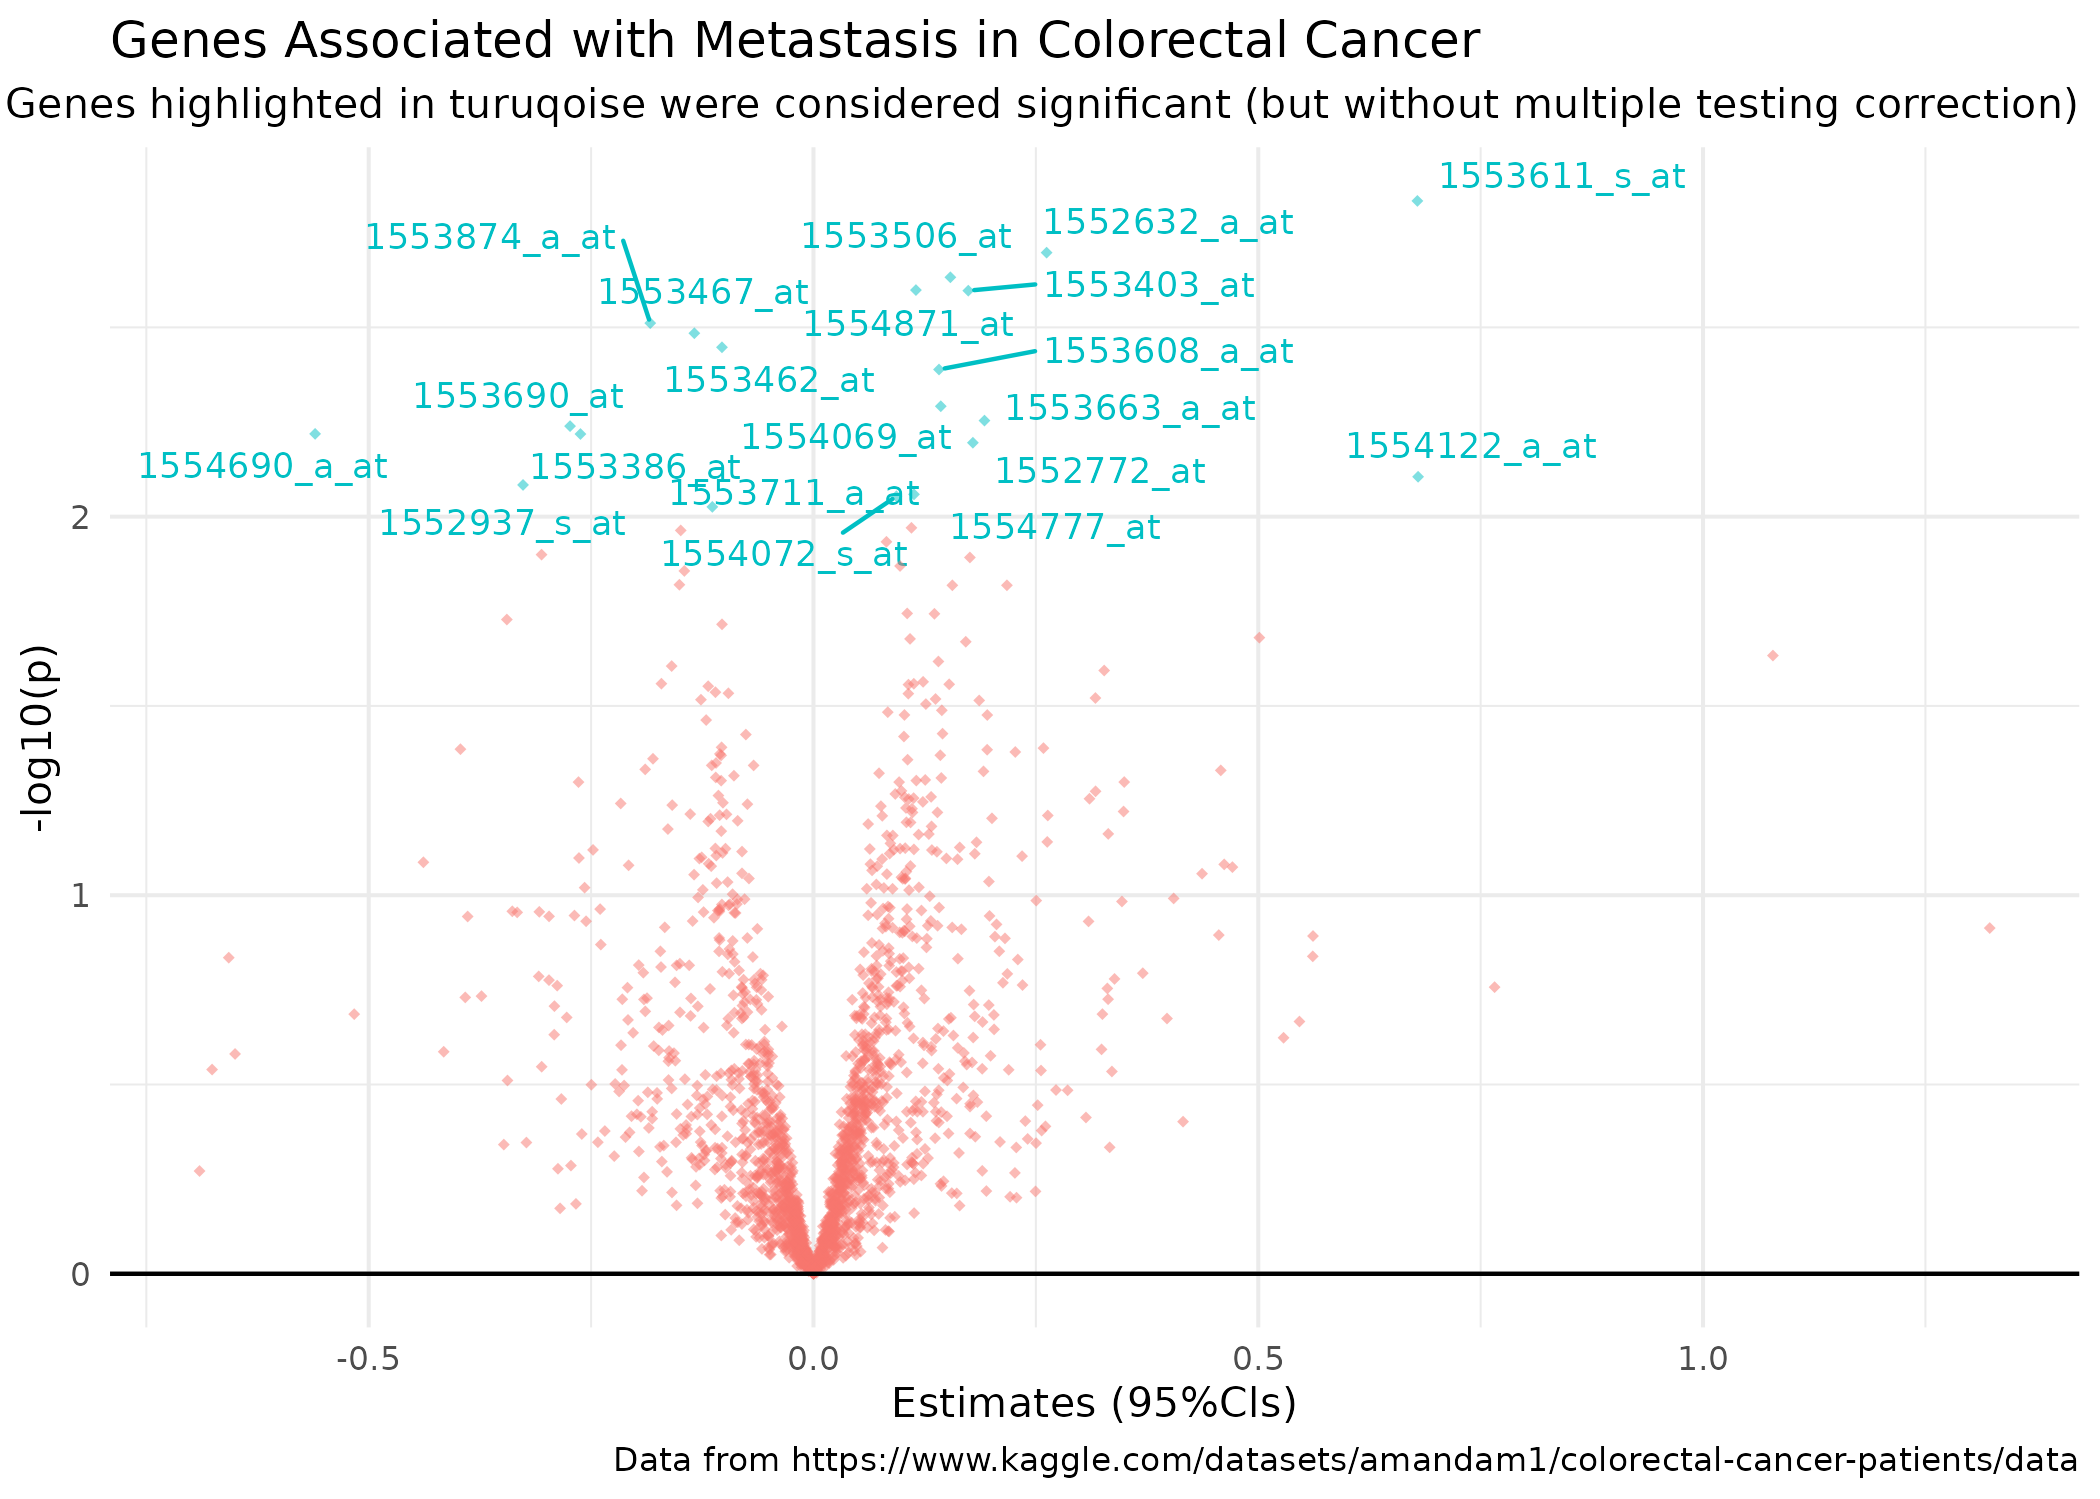 Genes Associated with Metastasis in Colorectal Cancer
Genes highlighted in turuqoise were considered significant (but without multiple testing correction)
1553611_s_at
1552632_a_at
1553506_at
1553874_a_at
1553403_at
1553467_at
1554871_at
1553608_a_at
1553462_at
1553690_at
1553663_a_at
1554069_at
1554122_a_at
1554690_a_at
1553386_at
1552772_at
1553711_a_at
1552937_s_at
1554777_at
1554072_s_at
2
1
0
-log10(p)
-0.5
0.0
0.5
1.0
Estimates (95%CIs)
Data from https://www.kaggle.com/datasets/amandam1/colorectal-cancer-patients/data